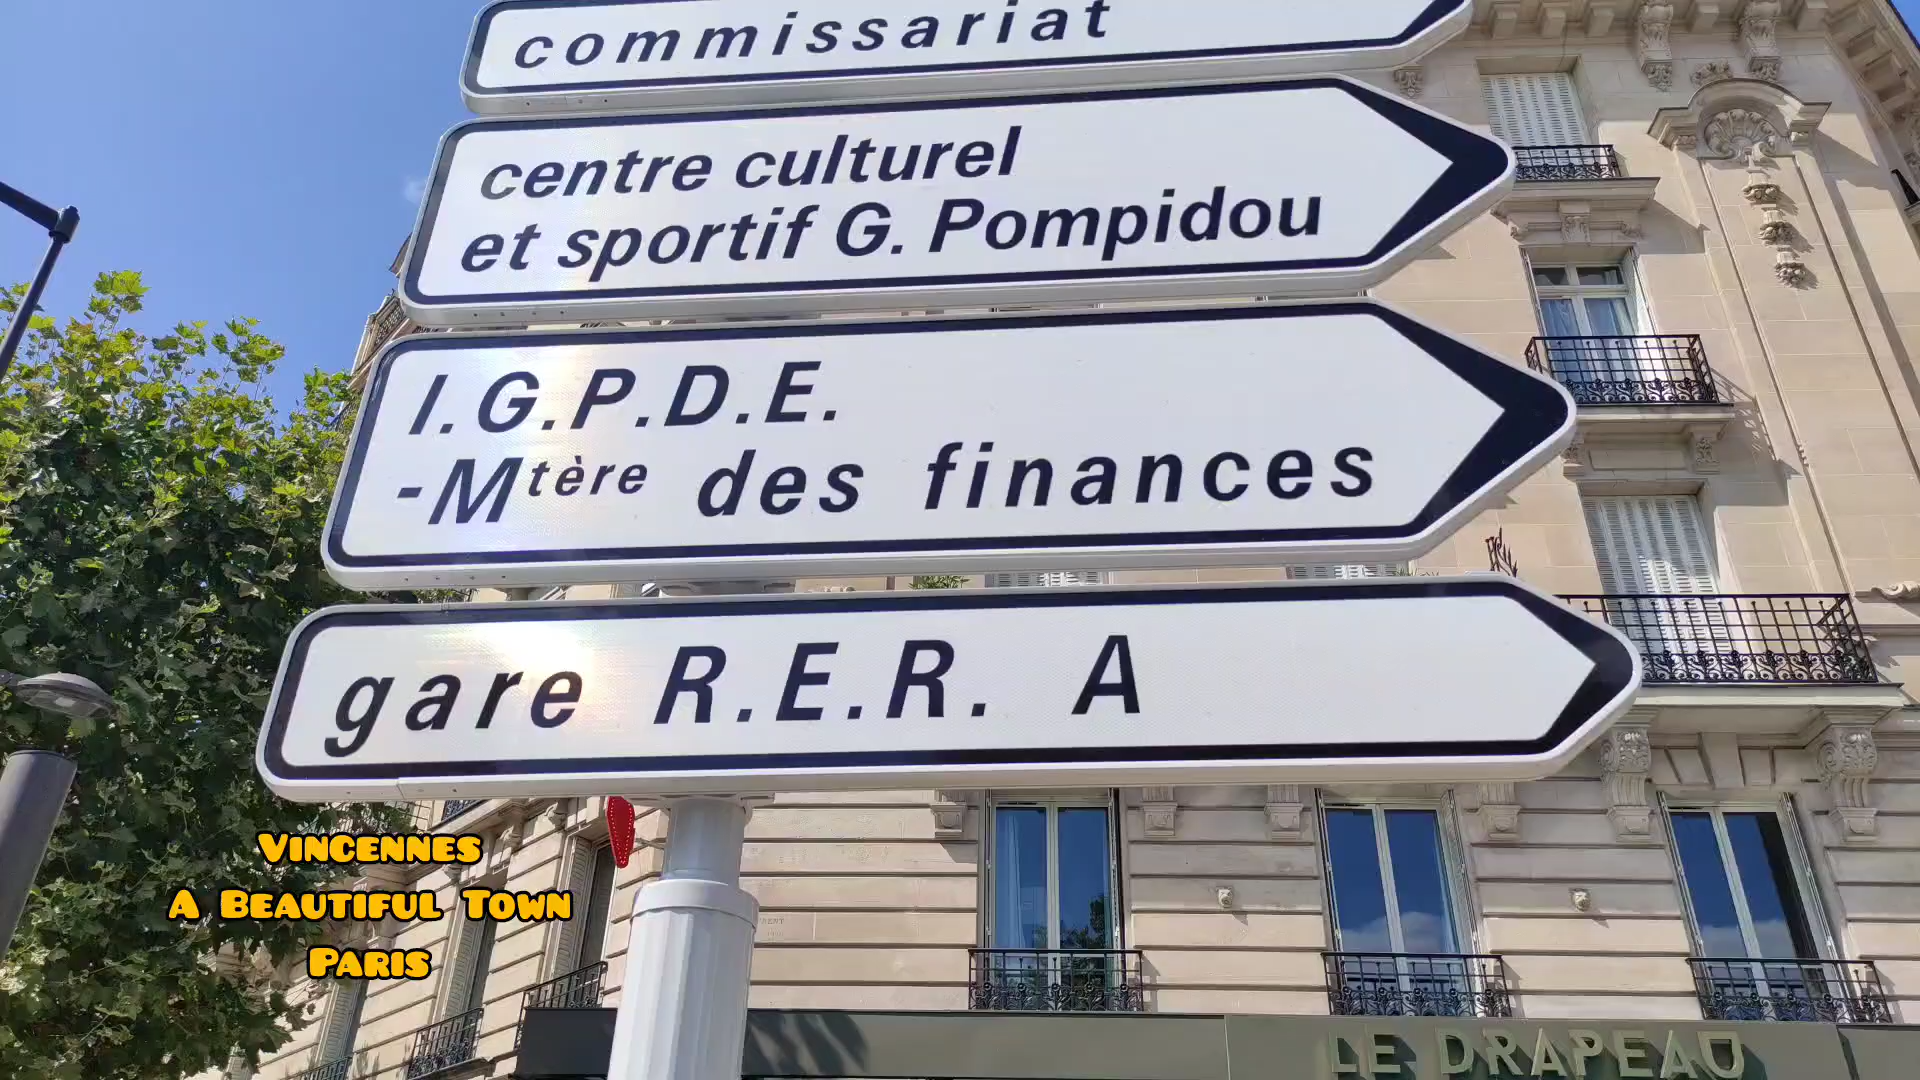 commissariat
centre culturel
et sportif G. Pompidou
I.G.P.D.E.
-Mtère des finances
gare R.E.R. A
VINCENNES
A BEAUTIFUL TOWN
PARIS
LE DRAPEAU